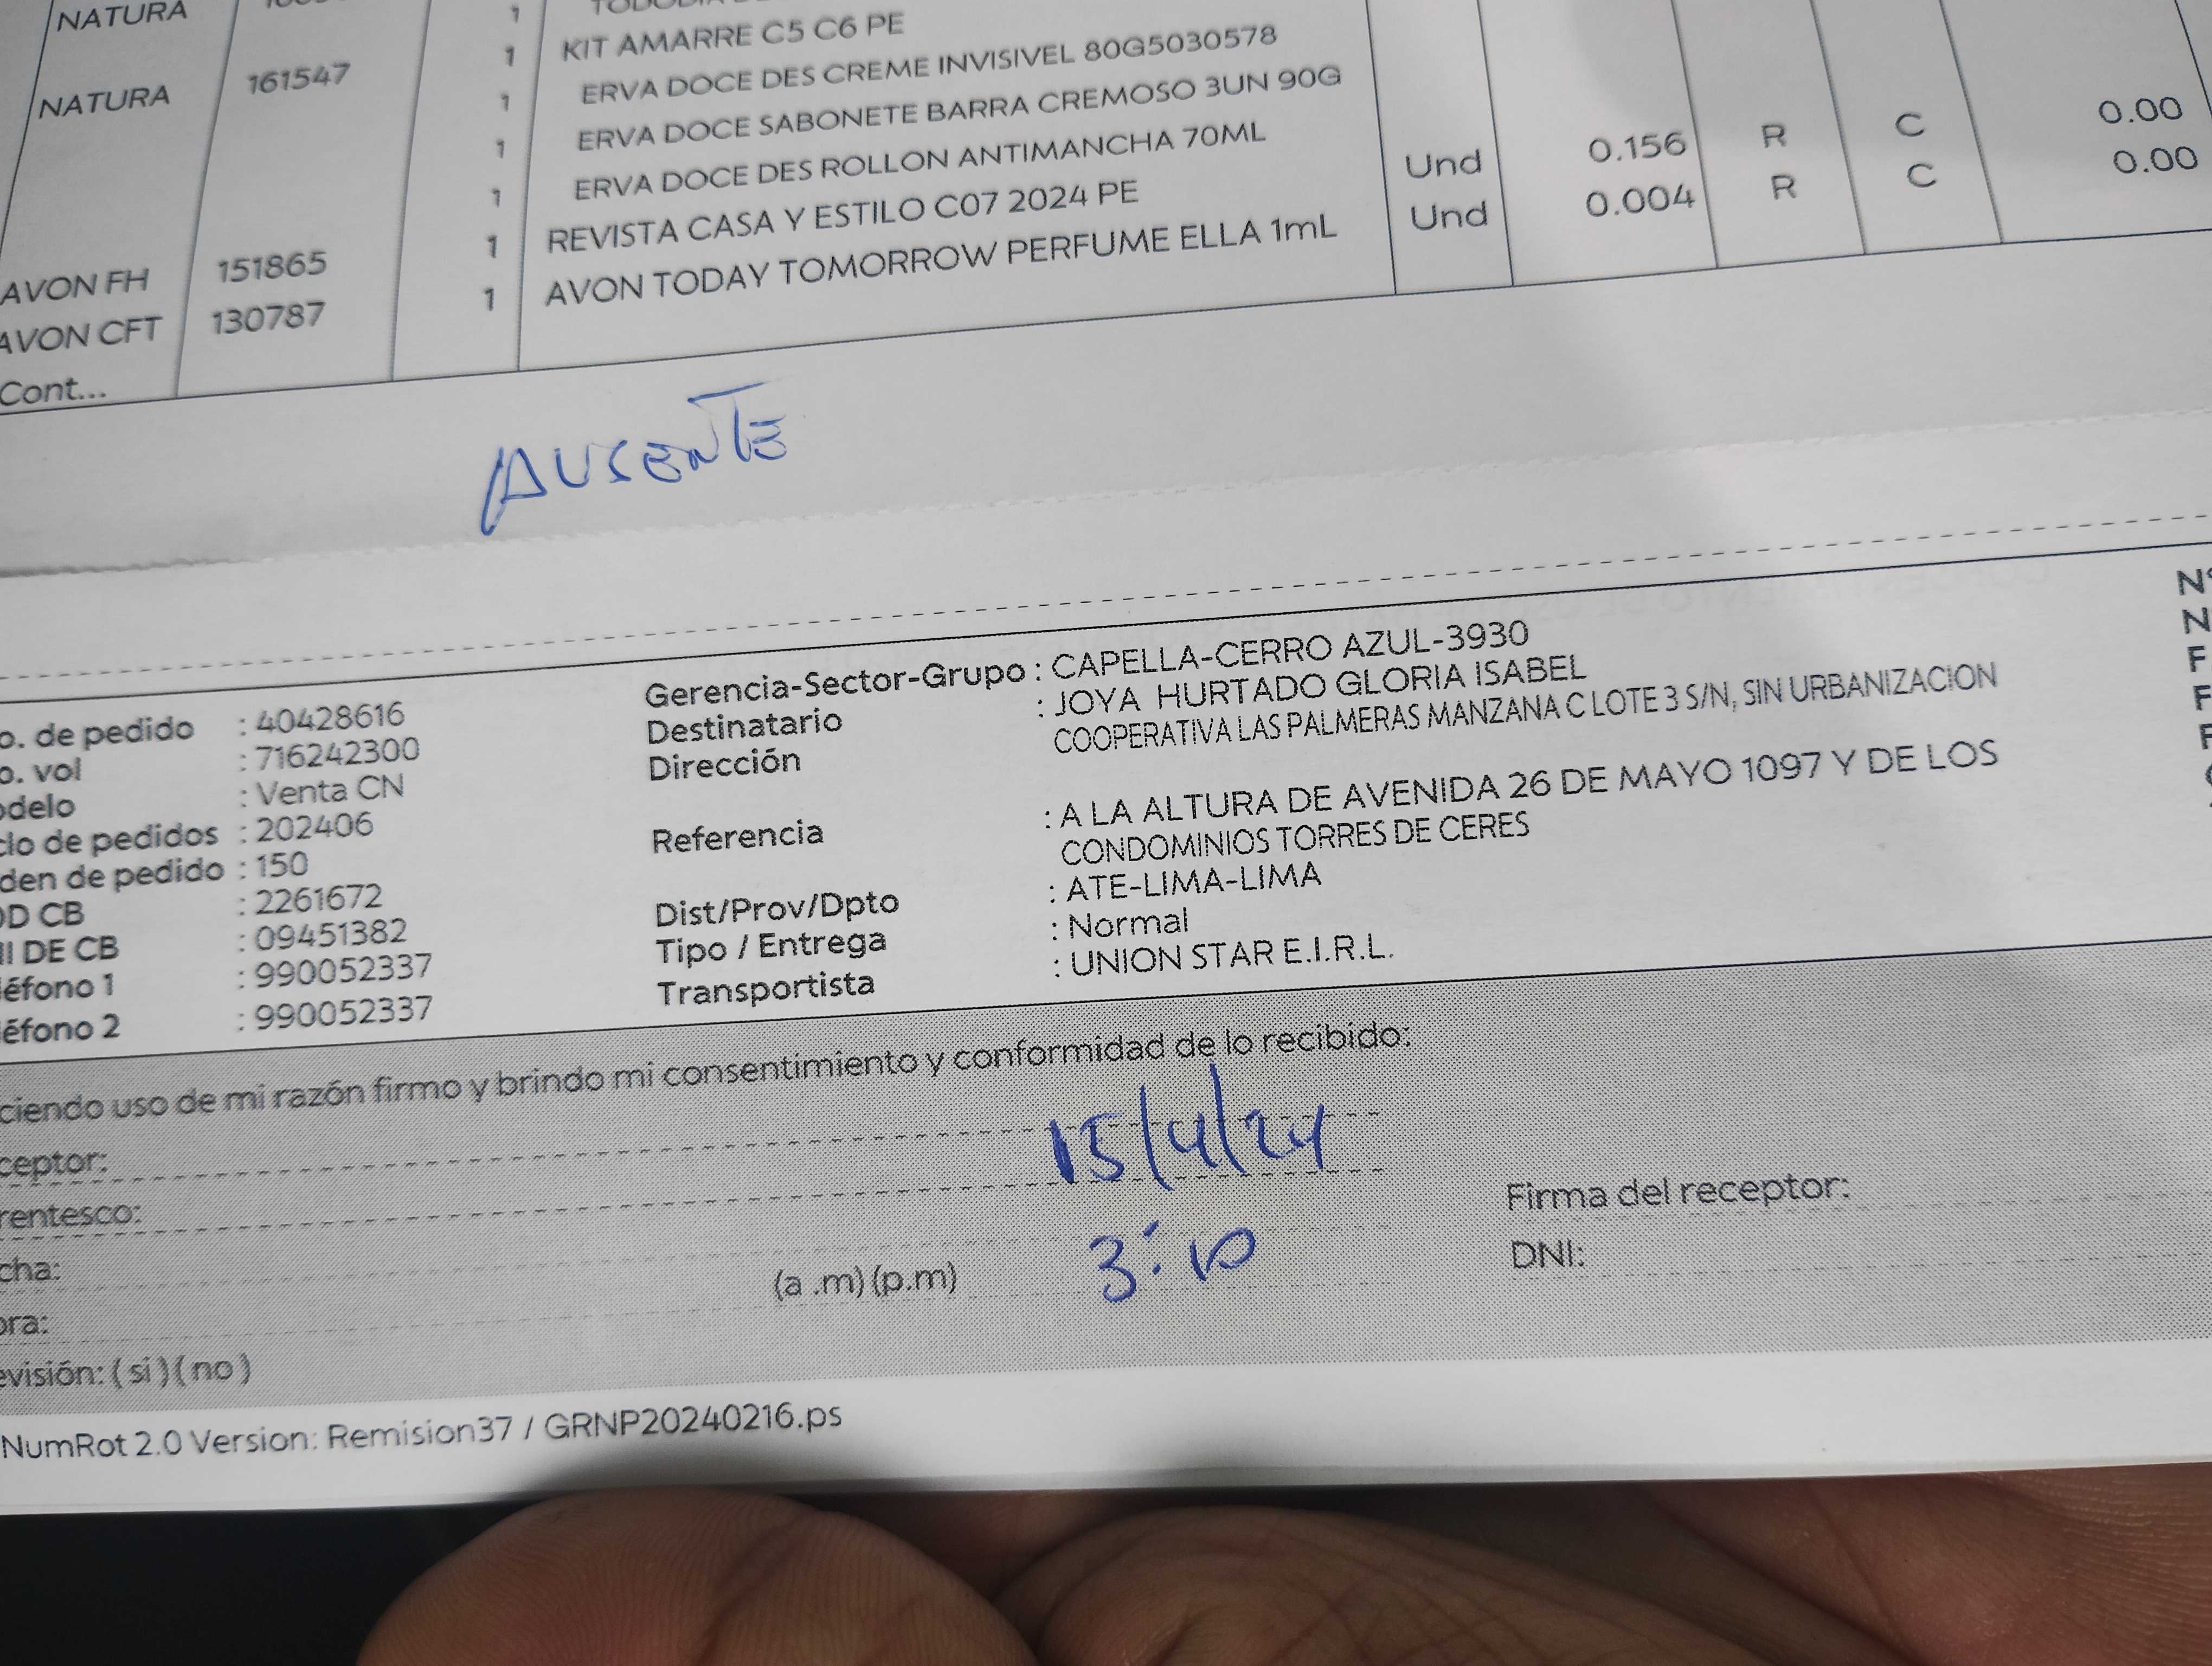 NATURA 1
1 KIT AMARRE C5 C6 PE
NATURA 161547 1 ERVA DOCE DES CREME INVISIVEL 80G5030578
1 ERVA DOCE SABONETE BARRA CREMOSO 3UN 90G
1 ERVA DOCE DES ROLLON ANTIMANCHA 70ML
AVON FH 151865 1 REVISTA CASA Y ESTILO C07 2024 PE Und 0.156 R C 0.00
AVON CFT 130787 1 AVON TODAY TOMORROW PERFUME ELLA 1mL Und 0.004 R C 0.00
Cont...
AUSENTE
o. de pedido : 40428616
o. vol : 716242300
odelo : Venta CN
clo de pedidos : 202406
den de pedido : 150
OD CB : 2261672
NI DE CB : 09451382
léfono 1 : 990052337
léfono 2 : 990052337
Gerencia-Sector-Grupo : CAPELLA-CERRO AZUL-3930
Destinatario : JOYA HURTADO GLORIA ISABEL
Dirección COOPERATIVA LAS PALMERAS MANZANA C LOTE 3 S/N, SIN URBANIZACION
Referencia : A LA ALTURA DE AVENIDA 26 DE MAYO 1097 Y DE LOS
CONDOMINIOS TORRES DE CERES
Dist/Prov/Dpto : ATE-LIMA-LIMA
Tipo / Entrega : Normal
Transportista : UNION STAR E.I.R.L.
ciendo uso de mi razón firmo y brindo mi consentimiento y conformidad de lo recibido:
ceptor:
15/4/24
rentesco:
cha:
(a .m) (p.m) 3:10
ora:
evisión: ( si ) ( no )
Firma del receptor:
DNI:
NumRot 2.0 Version: Remision37 / GRNP20240216.ps